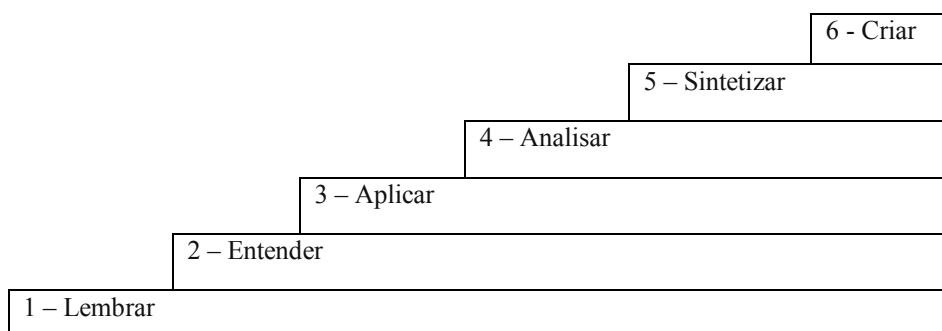 6 - Criar
5 – Sintetizar
4 – Analisar
3 – Aplicar
2 – Entender
1 – Lembrar